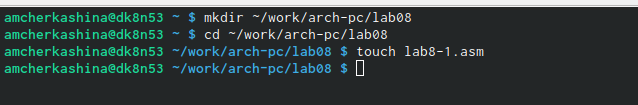 amcherkashina@dk8n53 ~ $ mkdir ~/work/arch-pc/lab08
amcherkashina@dk8n53 ~ $ cd ~/work/arch-pc/lab08
amcherkashina@dk8n53 ~/work/arch-pc/lab08 $ touch lab8-1.asm
amcherkashina@dk8n53 ~/work/arch-pc/lab08 $